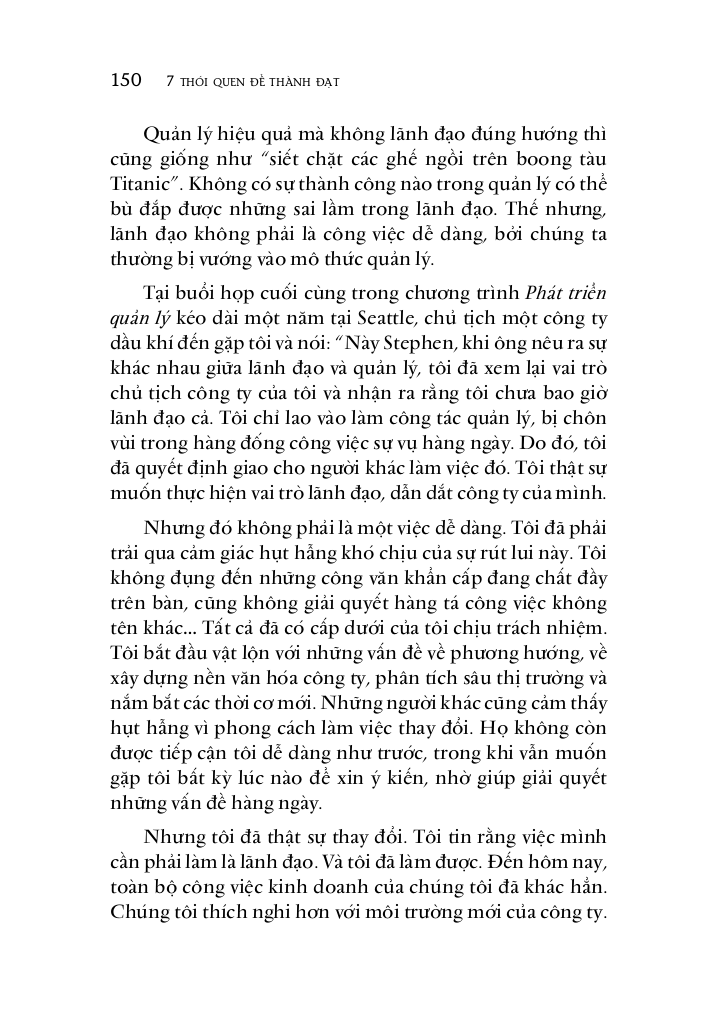 150 7 THÓI QUEN ĐỂ THÀNH ĐẠT
Quản lý hiệu quả mà không lãnh đạo đúng hướng thì
cũng giống như “siết chặt các ghế ngồi trên boong tàu
Titanic”. Không có sự thành công nào trong quản lý có thể
bù đắp được những sai lầm trong lãnh đạo. Thế nhưng,
lãnh đạo không phải là công việc dễ dàng, bởi chúng ta
thường bị vướng vào mô thức quản lý.
Tại buổi họp cuối cùng trong chương trình Phát triển
quản lý kéo dài một năm tại Seattle, chủ tịch một công ty
dầu khí đến gặp tôi và nói: “Này Stephen, khi ông nêu ra sự
khác nhau giữa lãnh đạo và quản lý, tôi đã xem lại vai trò
chủ tịch công ty của tôi và nhận ra rằng tôi chưa bao giờ
lãnh đạo cả. Tôi chỉ lao vào làm công tác quản lý, bị chôn
vùi trong hàng đống công việc sự vụ hàng ngày. Do đó, tôi
đã quyết định giao cho người khác làm việc đó. Tôi thật sự
muốn thực hiện vai trò lãnh đạo, dẫn dắt công ty của mình.
Nhưng đó không phải là một việc dễ dàng. Tôi đã phải
trải qua cảm giác hụt hẫng khó chịu của sự rút lui này. Tôi
không đụng đến những công văn khẩn cấp đang chất đầy
trên bàn, cũng không giải quyết hàng tá công việc không
tên khác... Tất cả đã có cấp dưới của tôi chịu trách nhiệm.
Tôi bắt đầu vật lộn với những vấn đề về phương hướng, về
xây dựng nền văn hóa công ty, phân tích sâu thị trường và
nắm bắt các thời cơ mới. Những người khác cũng cảm thấy
hụt hẫng vì phong cách làm việc thay đổi. Họ không còn
được tiếp cận tôi dễ dàng như trước, trong khi vẫn muốn
gặp tôi bất kỳ lúc nào để xin ý kiến, nhờ giúp giải quyết
những vấn đề hàng ngày.
Nhưng tôi đã thật sự thay đổi. Tôi tin rằng việc mình
cần phải làm là lãnh đạo. Và tôi đã làm được. Đến hôm nay,
toàn bộ công việc kinh doanh của chúng tôi đã khác hẳn.
Chúng tôi thích nghi hơn với môi trường mới của công ty.